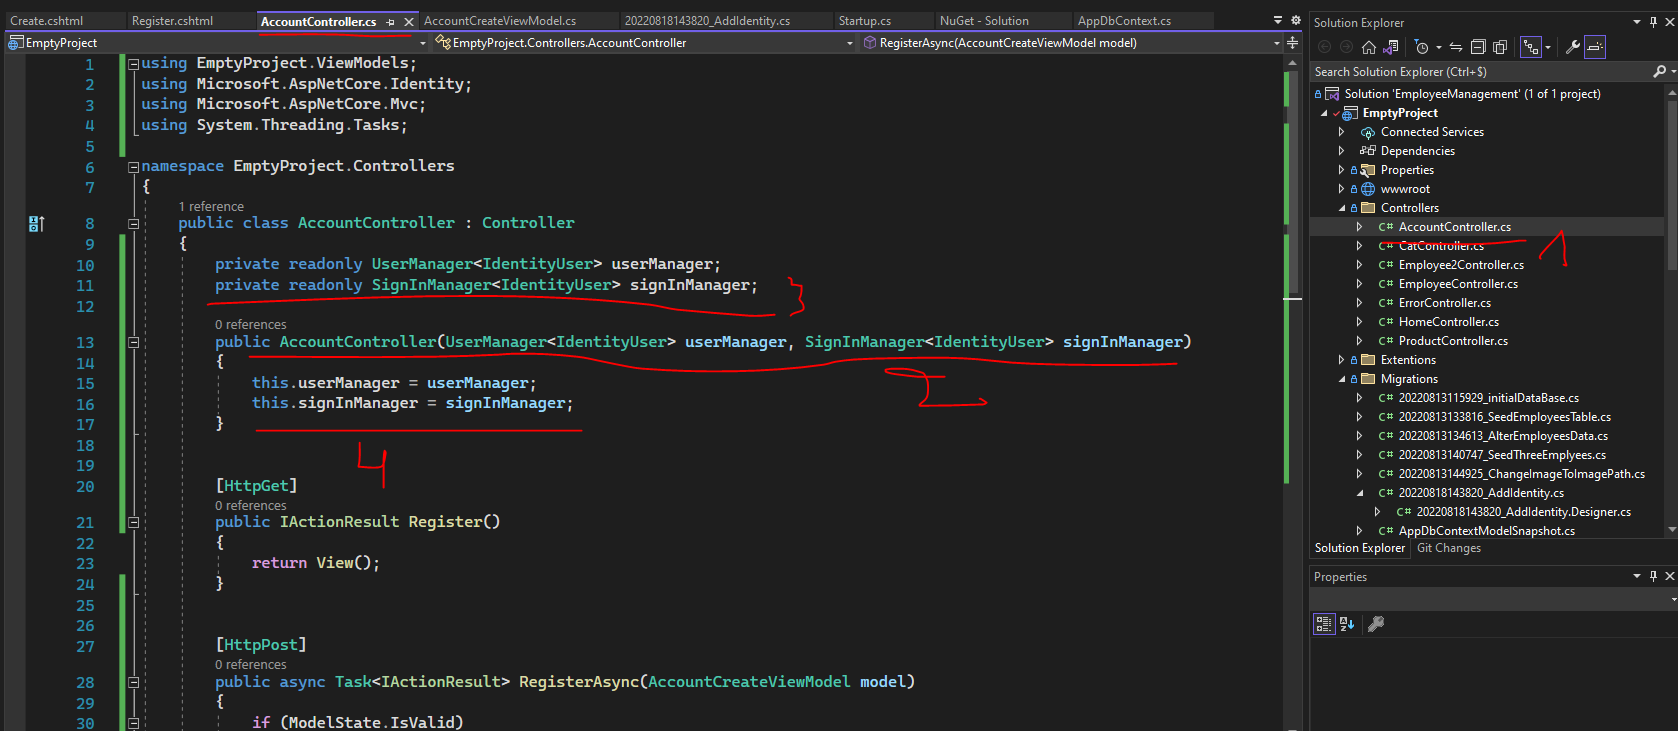 Create.cshtml Register.cshtml AccountController.cs AccountCreateViewModel.cs 20220818143820_AddIdentity.cs Startup.cs NuGet - Solution AppDbContext.cs
EmptyProject EmptyProject.Controllers.AccountController RegisterAsync(AccountCreateViewModel model)
1 using EmptyProject.ViewModels;
2 using Microsoft.AspNetCore.Identity;
3 using Microsoft.AspNetCore.Mvc;
4 using System.Threading.Tasks;
5
6 namespace EmptyProject.Controllers
7 {
1 reference
8 public class AccountController : Controller
9 {
10 private readonly UserManager<IdentityUser> userManager;
11 private readonly SignInManager<IdentityUser> signInManager;
3
12
0 references
13 public AccountController(UserManager<IdentityUser> userManager, SignInManager<IdentityUser> signInManager)
14 {
2
15 this.userManager = userManager;
16 this.signInManager = signInManager;
17 }
4
18
19
20 [HttpGet]
0 references
21 public IActionResult Register()
22 {
23 return View();
24 }
25
26
27 [HttpPost]
0 references
28 public async Task<IActionResult> RegisterAsync(AccountCreateViewModel model)
29 {
30 if (ModelState.IsValid)
Solution Explorer
Search Solution Explorer (Ctrl+$)
Solution 'EmployeeManagement' (1 of 1 project)
EmptyProject
Connected Services
Dependencies
Properties
wwwroot
Controllers
C# AccountController.cs
1
C# CatController.cs
C# Employee2Controller.cs
C# EmployeeController.cs
C# ErrorController.cs
C# HomeController.cs
C# ProductController.cs
Extentions
Migrations
C# 20220813115929_initialDataBase.cs
C# 20220813133816_SeedEmployeesTable.cs
C# 20220813134613_AlterEmployeesData.cs
C# 20220813140747_SeedThreeEmplyees.cs
C# 20220813144925_ChangeImageToImagePath.cs
C# 20220818143820_AddIdentity.cs
C# 20220818143820_AddIdentity.Designer.cs
C# AppDbContextModelSnapshot.cs
Solution Explorer Git Changes
Properties